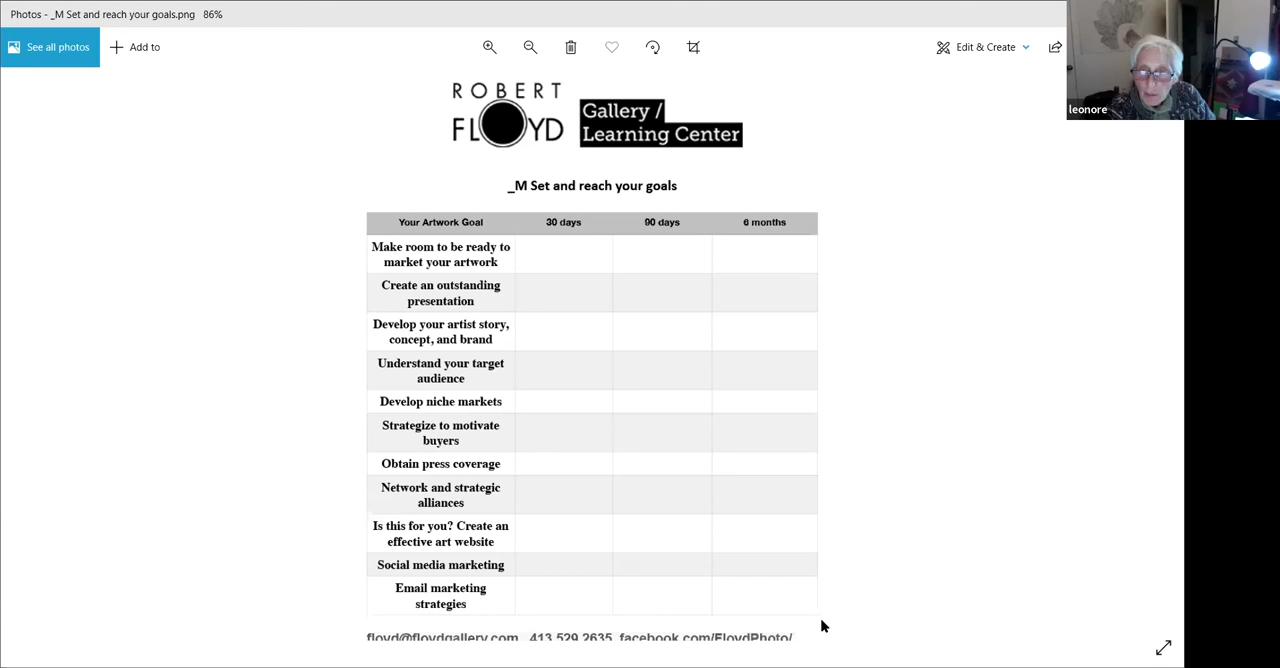 Photos - _M Set and reach your goals.png   86%
See all photos
Add to
Edit & Create
leonore
ROBERT
FLOYD
Gallery /
Learning Center
_M Set and reach your goals
Your Artwork Goal 30 days 90 days 6 months
Make room to be ready to
market your artwork
Create an outstanding
presentation
Develop your artist story,
concept, and brand
Understand your target
audience
Develop niche markets
Strategize to motivate
buyers
Obtain press coverage
Network and strategic
alliances
Is this for you? Create an
effective art website
Social media marketing
Email marketing
strategies
floyd@floydgallery.com 413.529.2635 facebook.com/FloydPhoto/